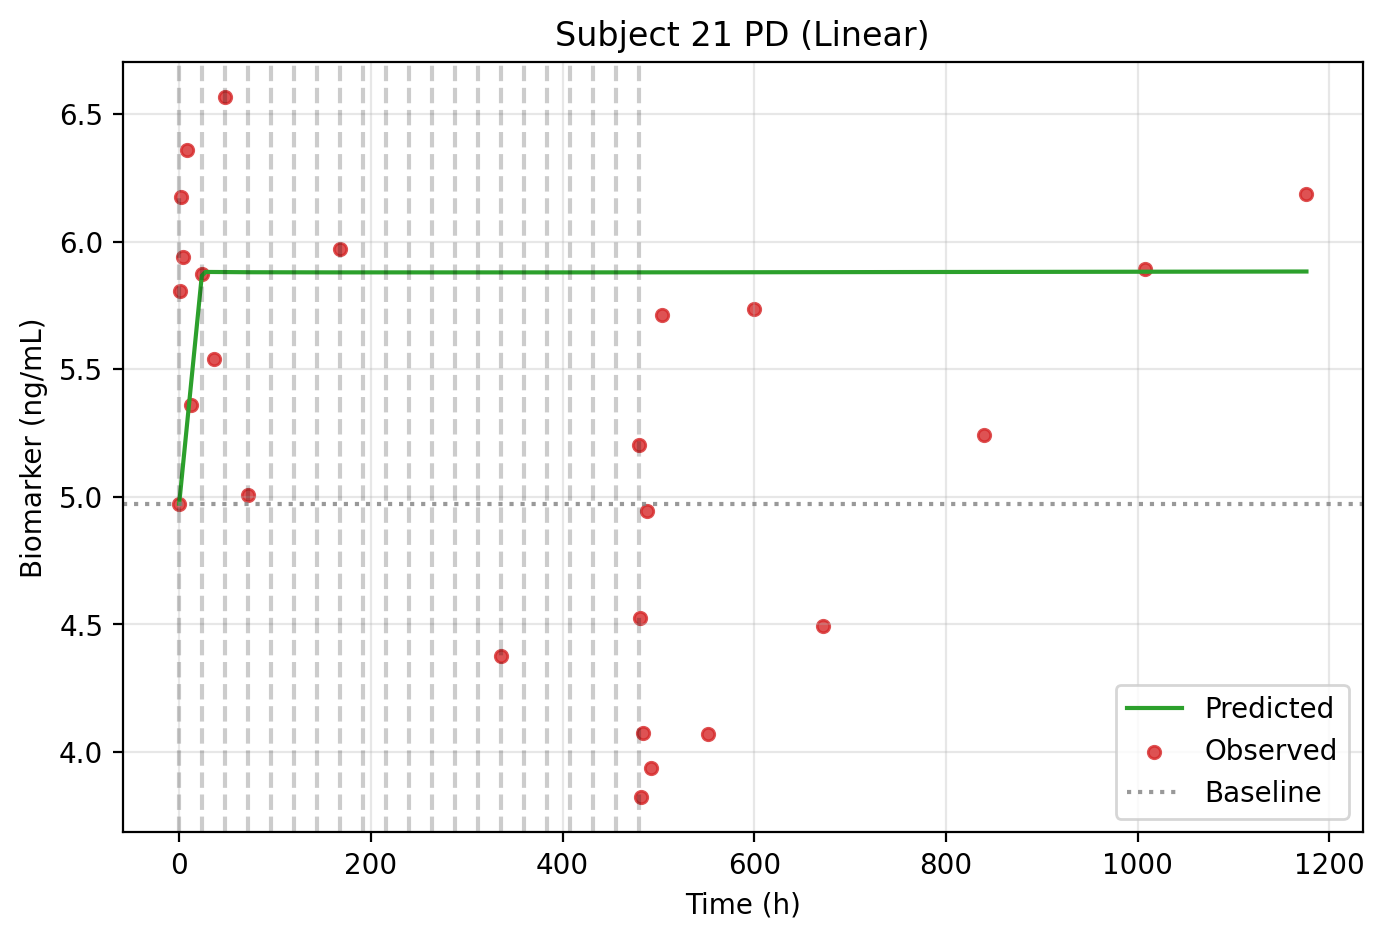 Subject 21 PD (Linear)
Biomarker (ng/mL)
6.5
6.0
5.5
5.0
4.5
4.0
0
200
400
600
800
1000
1200
Time (h)
Predicted
Observed
Baseline